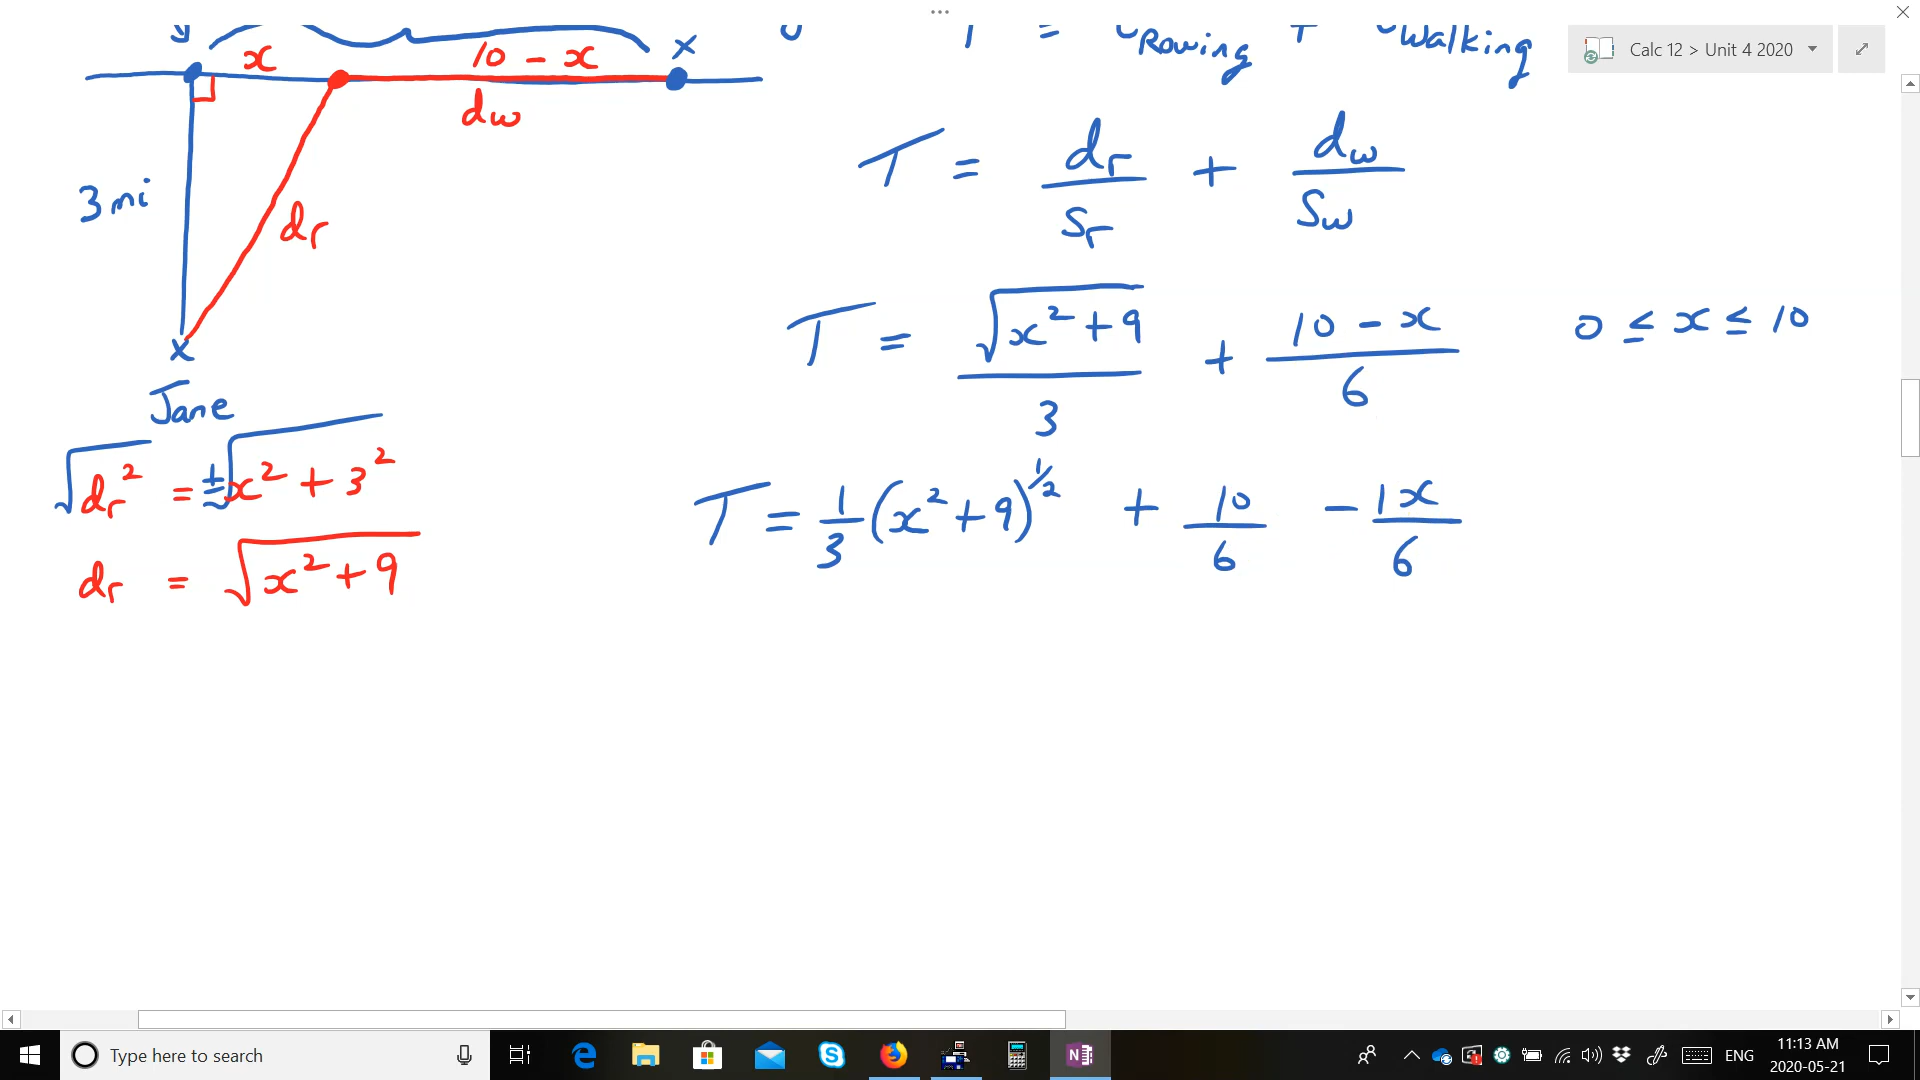 T = tRowing + tWalking
Calc 12 > Unit 4 2020
x 10 - x x
dw
3 mi
dr
x
Jane
T = dr/sr + dw/sw
T = √(x² + 9)/3 + (10 - x)/6 0 ≤ x ≤ 10
√dr² = ±√x² + 3²
dr = √(x² + 9)
T = 1/3 (x² + 9)^1/2 + 10/6 - 1x/6
Type here to search
ENG
11:13 AM
2020-05-21